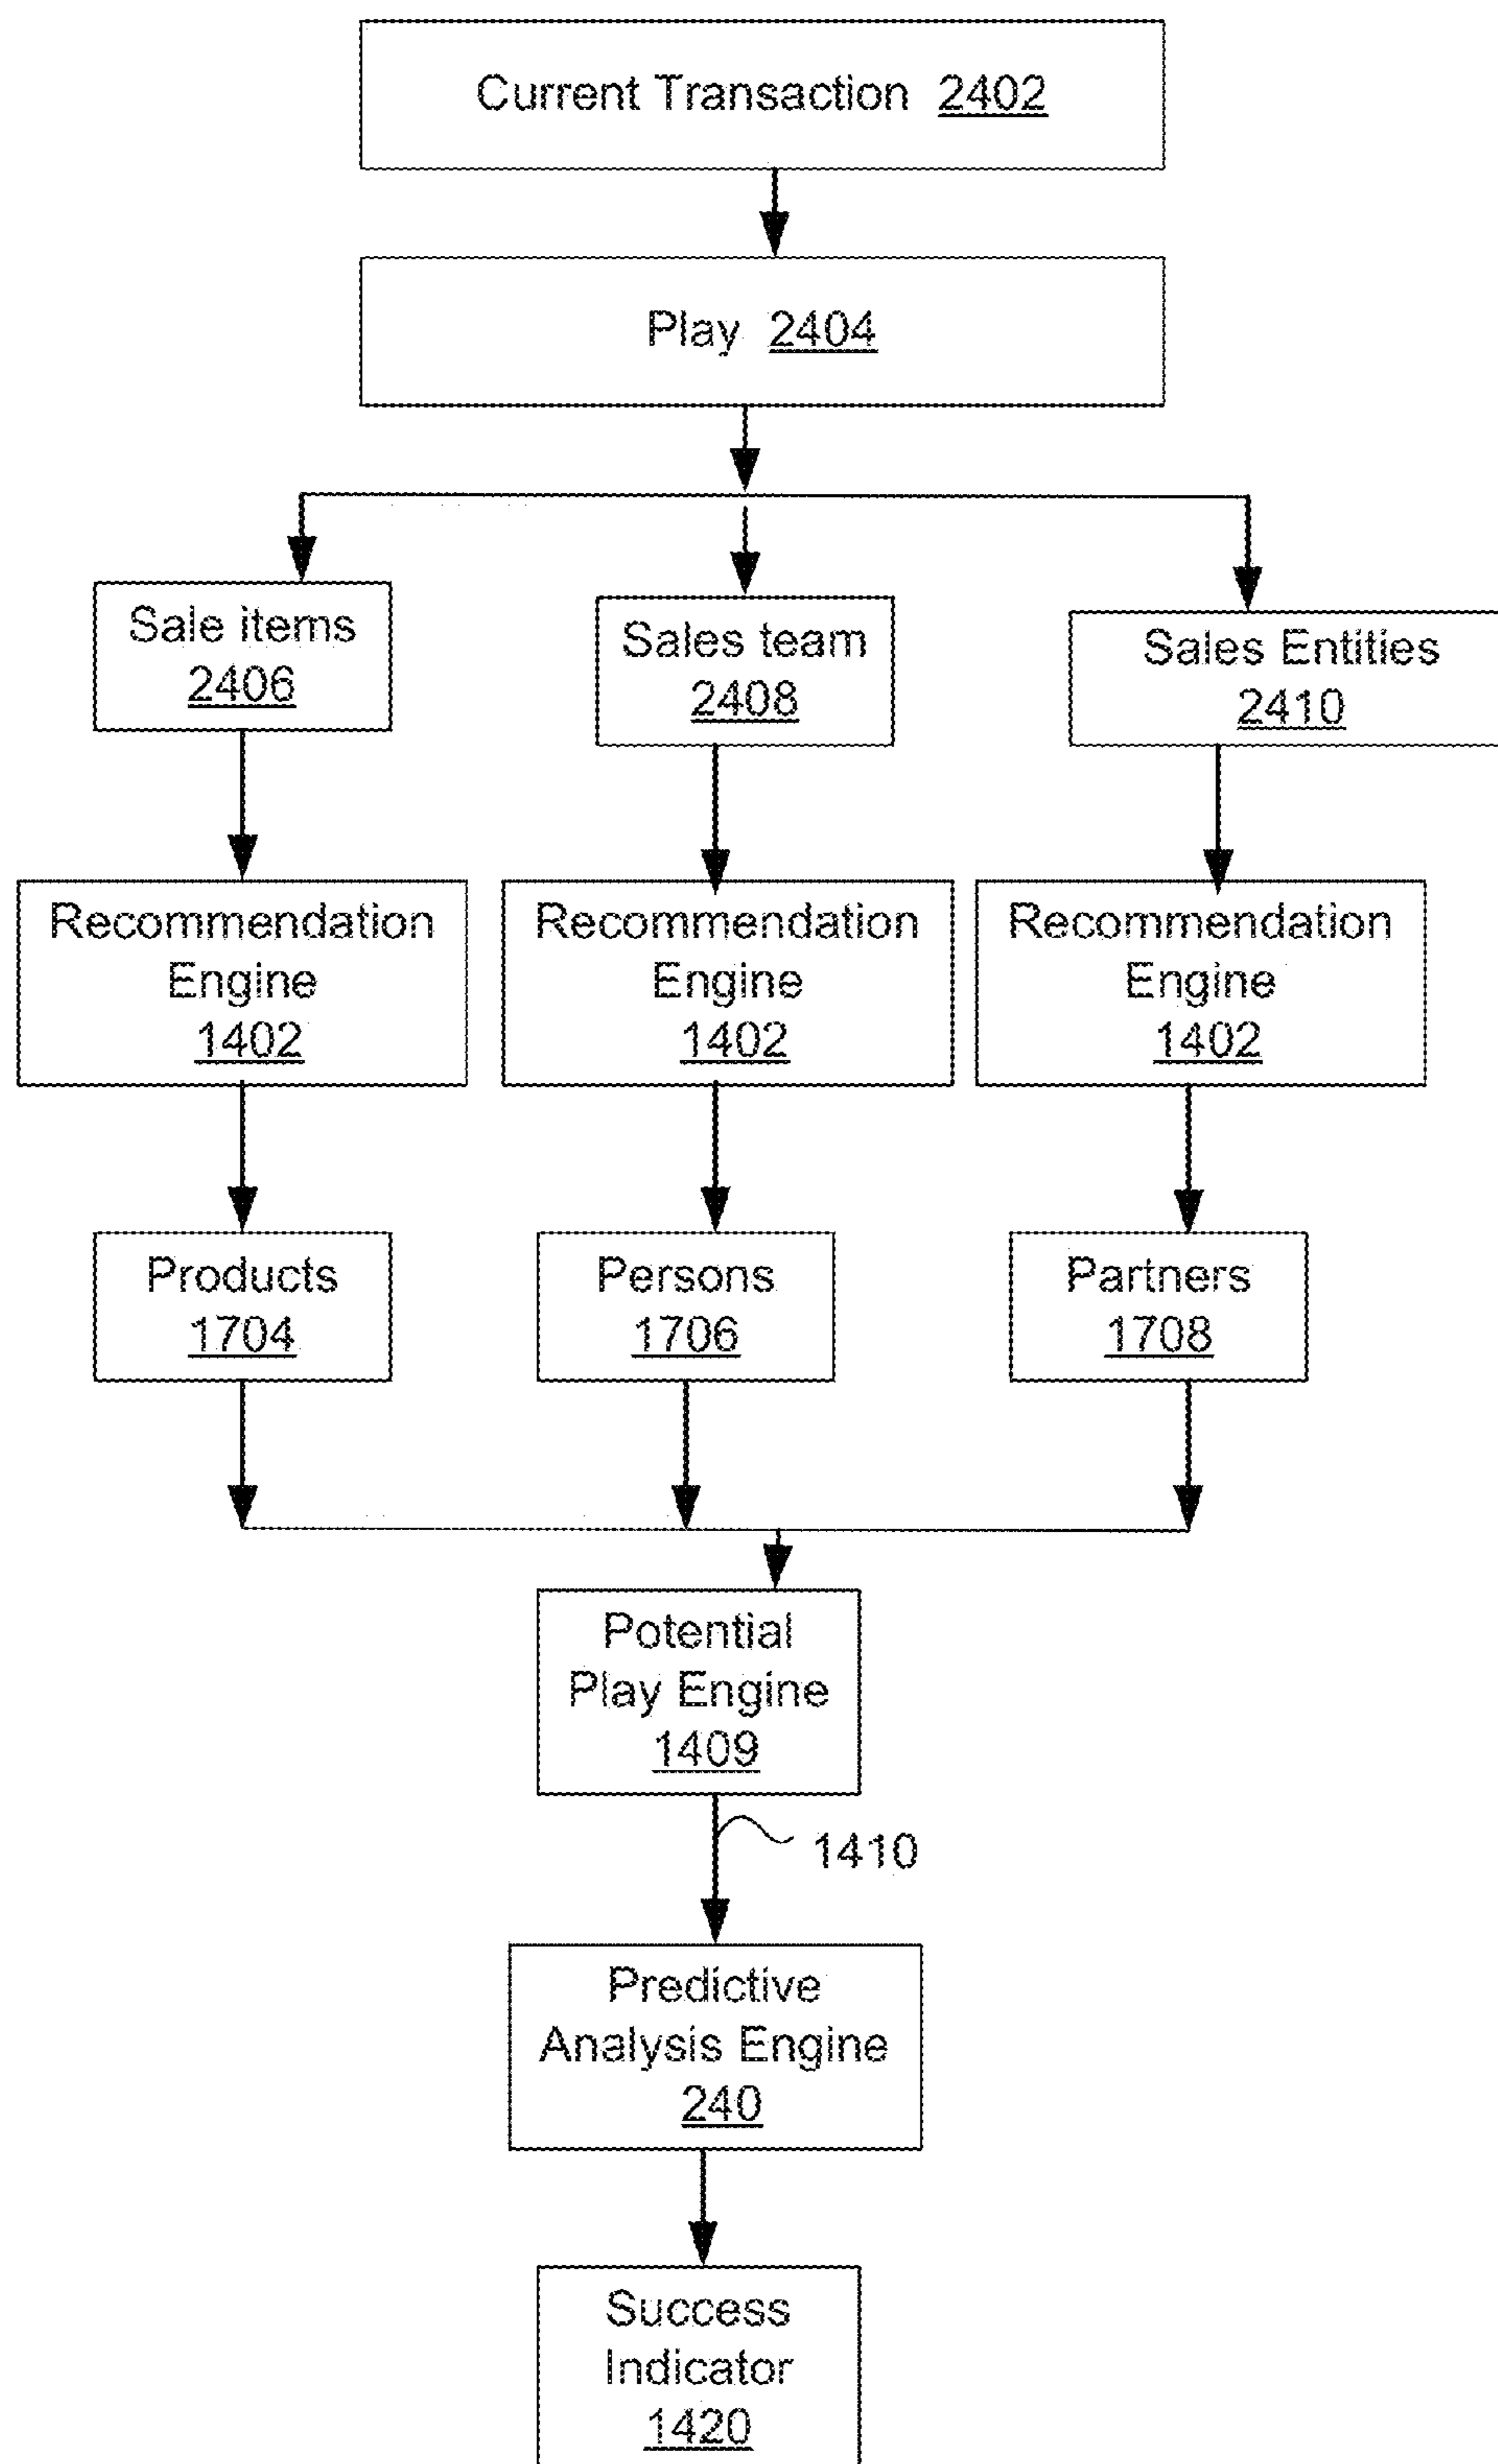 Current Transaction 2402
Play 2404
Sale items
2406
Sales team
2408
Sales Entities
2410
Recommendation
Engine
1402
Recommendation
Engine
1402
Recommendation
Engine
1402
Products
1704
Persons
1706
Partners
1708
Potential
Play Engine
1409
1410
Predictive
Analysis Engine
240
Success
Indicator
1420